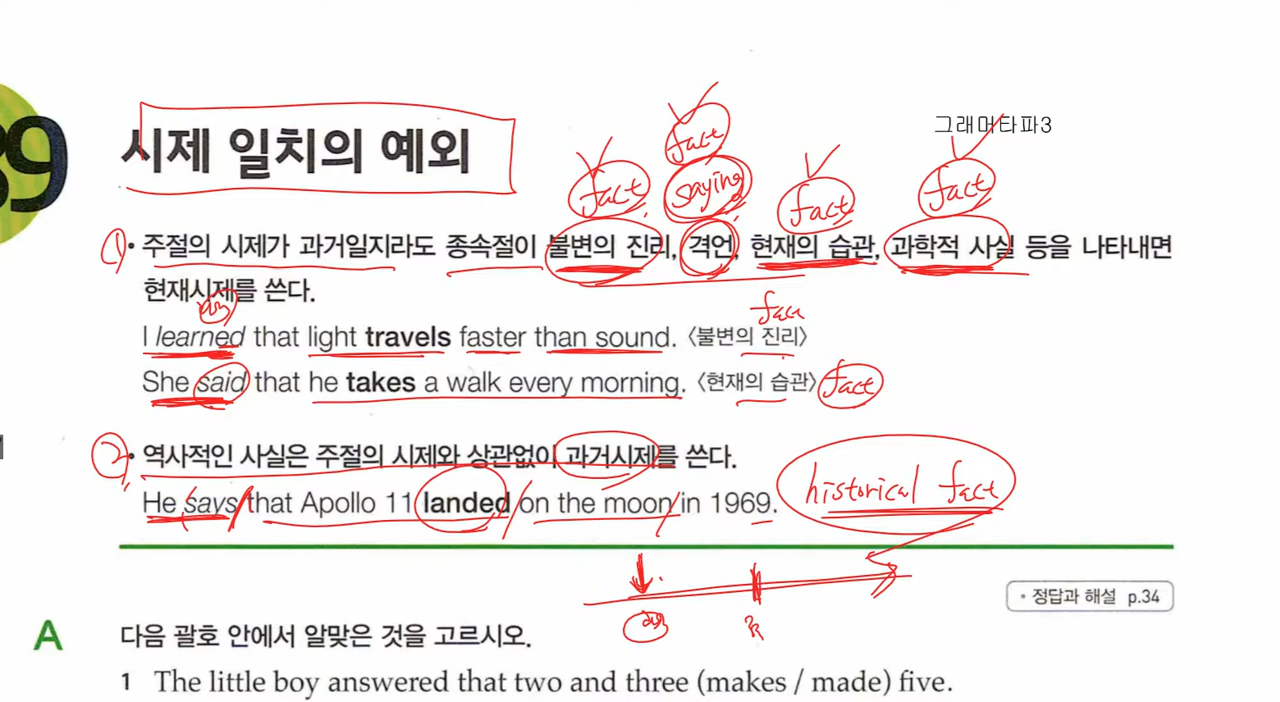 그래머타파3
89
시제 일치의 예외
fact
fact saying fact fact
① • 주절의 시제가 과거일지라도 종속절이 불변의 진리, 격언, 현재의 습관, 과학적 사실 등을 나타내면
현재시제를 쓴다.
fact
I learned that light travels faster than sound. 〈불변의 진리〉
She said that he takes a walk every morning. 〈현재의 습관〉 fact
② • 역사적인 사실은 주절의 시제와 상관없이 과거시제를 쓴다.
He says that Apollo 11 landed on the moon in 1969. historical fact
• 정답과 해설 p.34
A 다음 괄호 안에서 알맞은 것을 고르시오.
1 The little boy answered that two and three (makes / made) five.